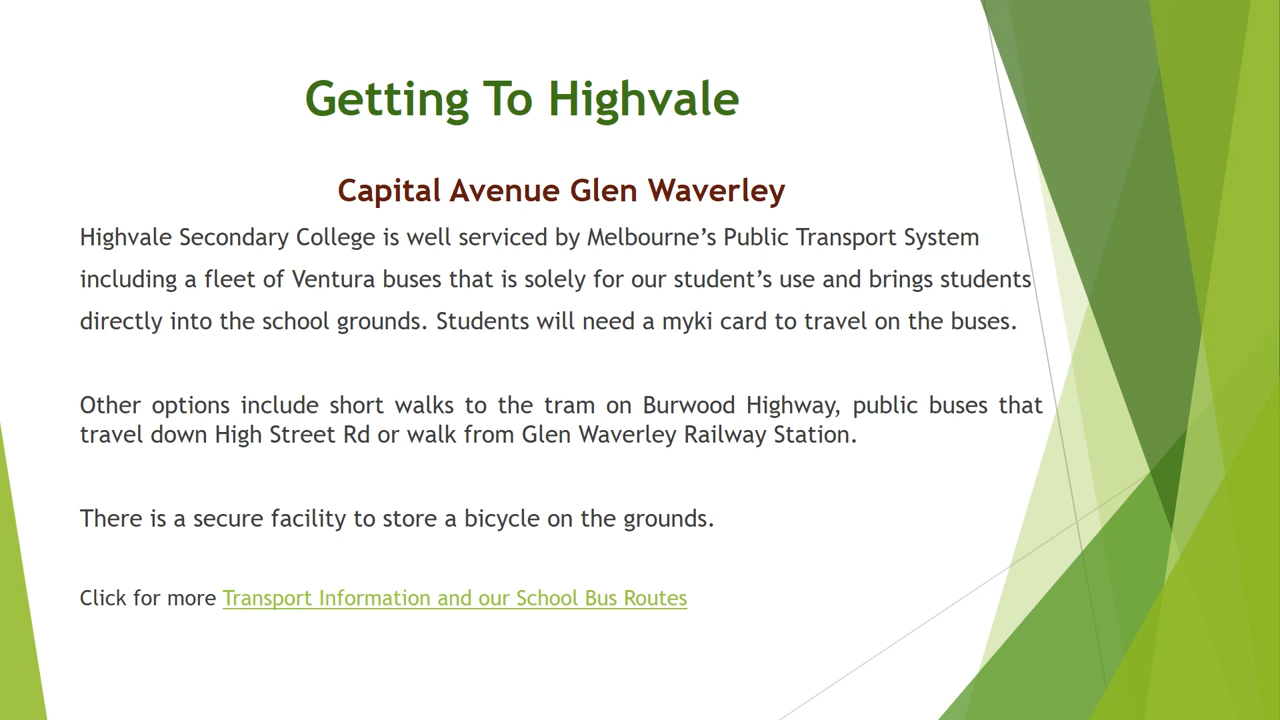 Getting To Highvale
Capital Avenue Glen Waverley
Highvale Secondary College is well serviced by Melbourne’s Public Transport System
including a fleet of Ventura buses that is solely for our student’s use and brings students
directly into the school grounds. Students will need a myki card to travel on the buses.
Other options include short walks to the tram on Burwood Highway, public buses that
travel down High Street Rd or walk from Glen Waverley Railway Station.
There is a secure facility to store a bicycle on the grounds.
Click for more Transport Information and our School Bus Routes